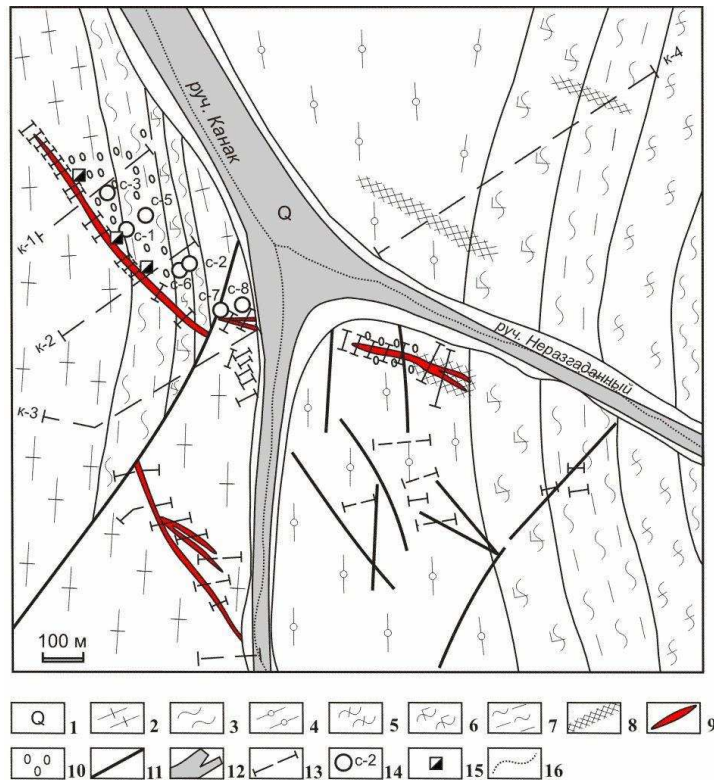 к-4
руч. Канак
Q
с-3
с-5
с-1
к-1
с-2
с-6
с-7
с-8
к-2
руч. Неразгаданный
к-3
100 м
Q 1 2 3 4 5 6 7 8 9
10 11 12 13 с-2 14 15 16